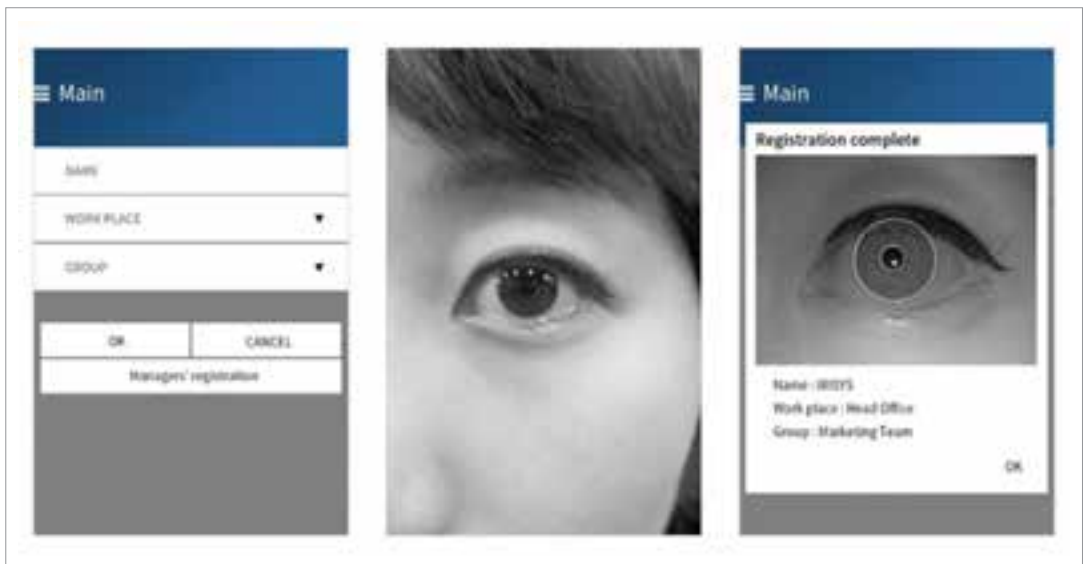 Main
NAME
WORK PLACE
GROUP
OK CANCEL
Managers' registration
Main
Registration complete
Name : IRISYS
Work place : Head Office
Group : Marketing Team
OK